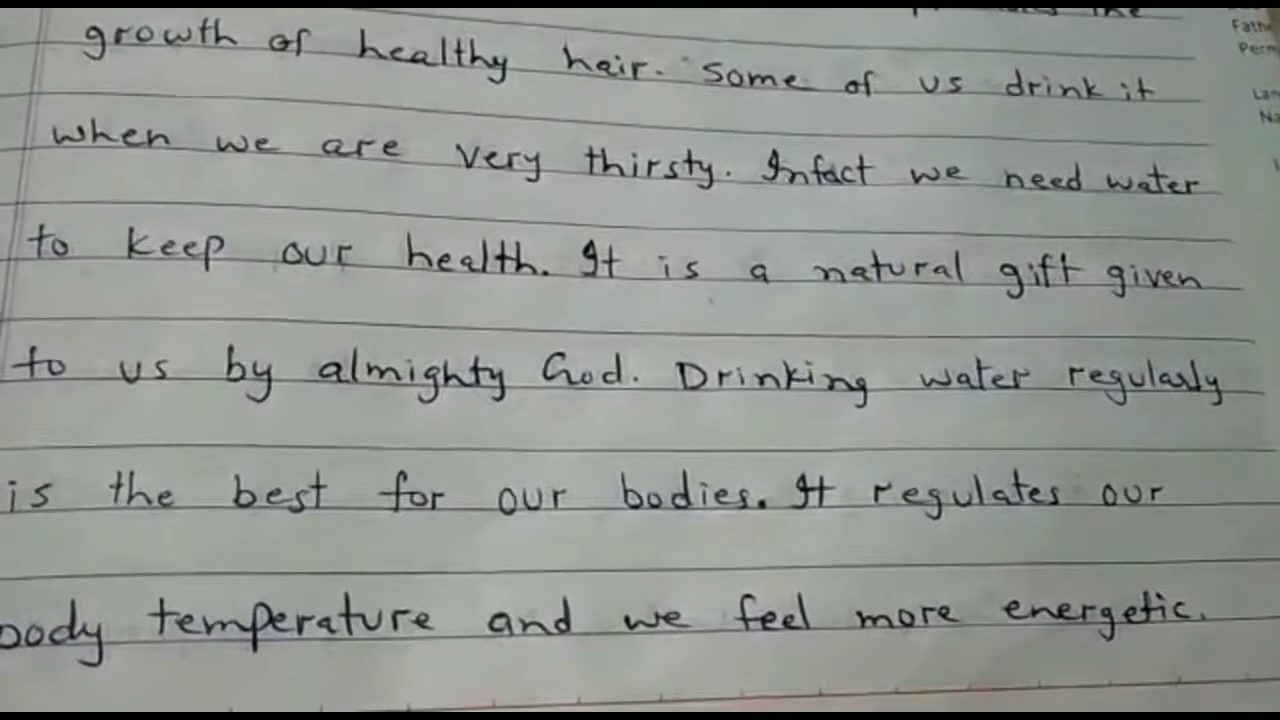 the
growth of healthy hair. Some of us drink it
when we are very thirsty. Infact we need water
to keep our health. It is a natural gift given
to us by almighty God. Drinking water regularly
is the best for our bodies. It regulates our
body temperature and we feel more energetic.